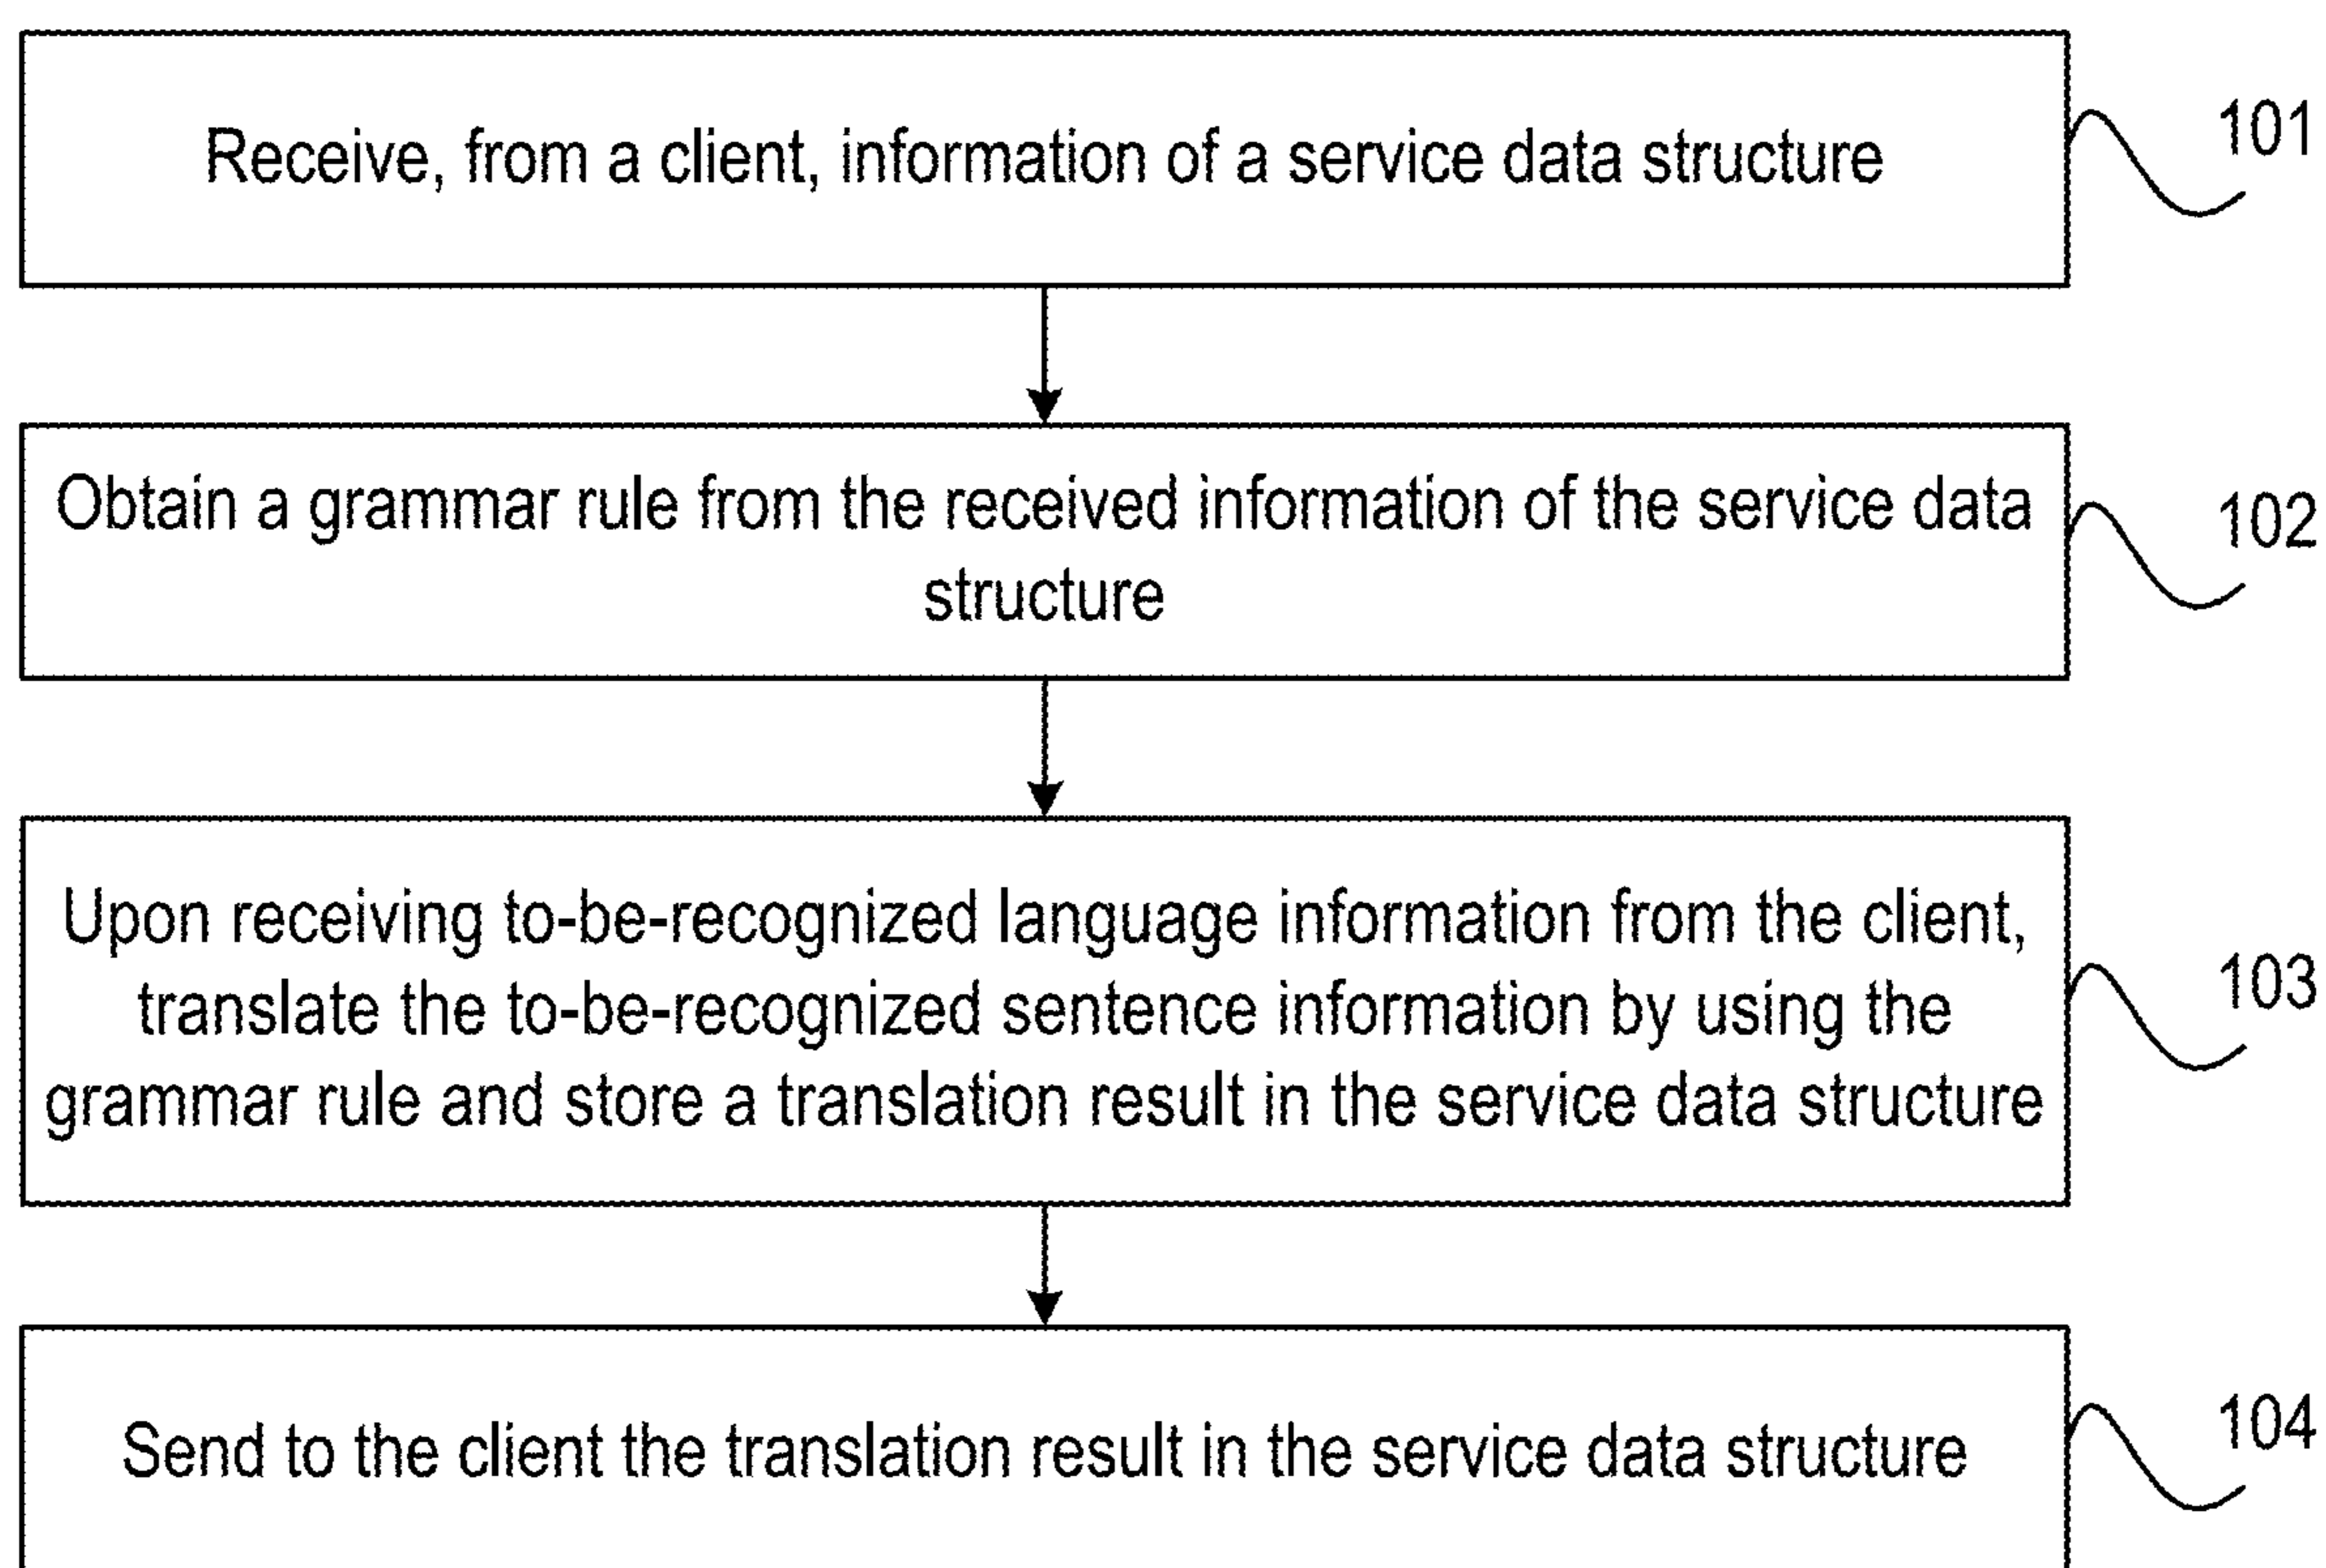 Receive, from a client, information of a service data structure
101
Obtain a grammar rule from the received information of the service data
structure
102
Upon receiving to-be-recognized language information from the client,
translate the to-be-recognized sentence information by using the
grammar rule and store a translation result in the service data structure
103
Send to the client the translation result in the service data structure
104